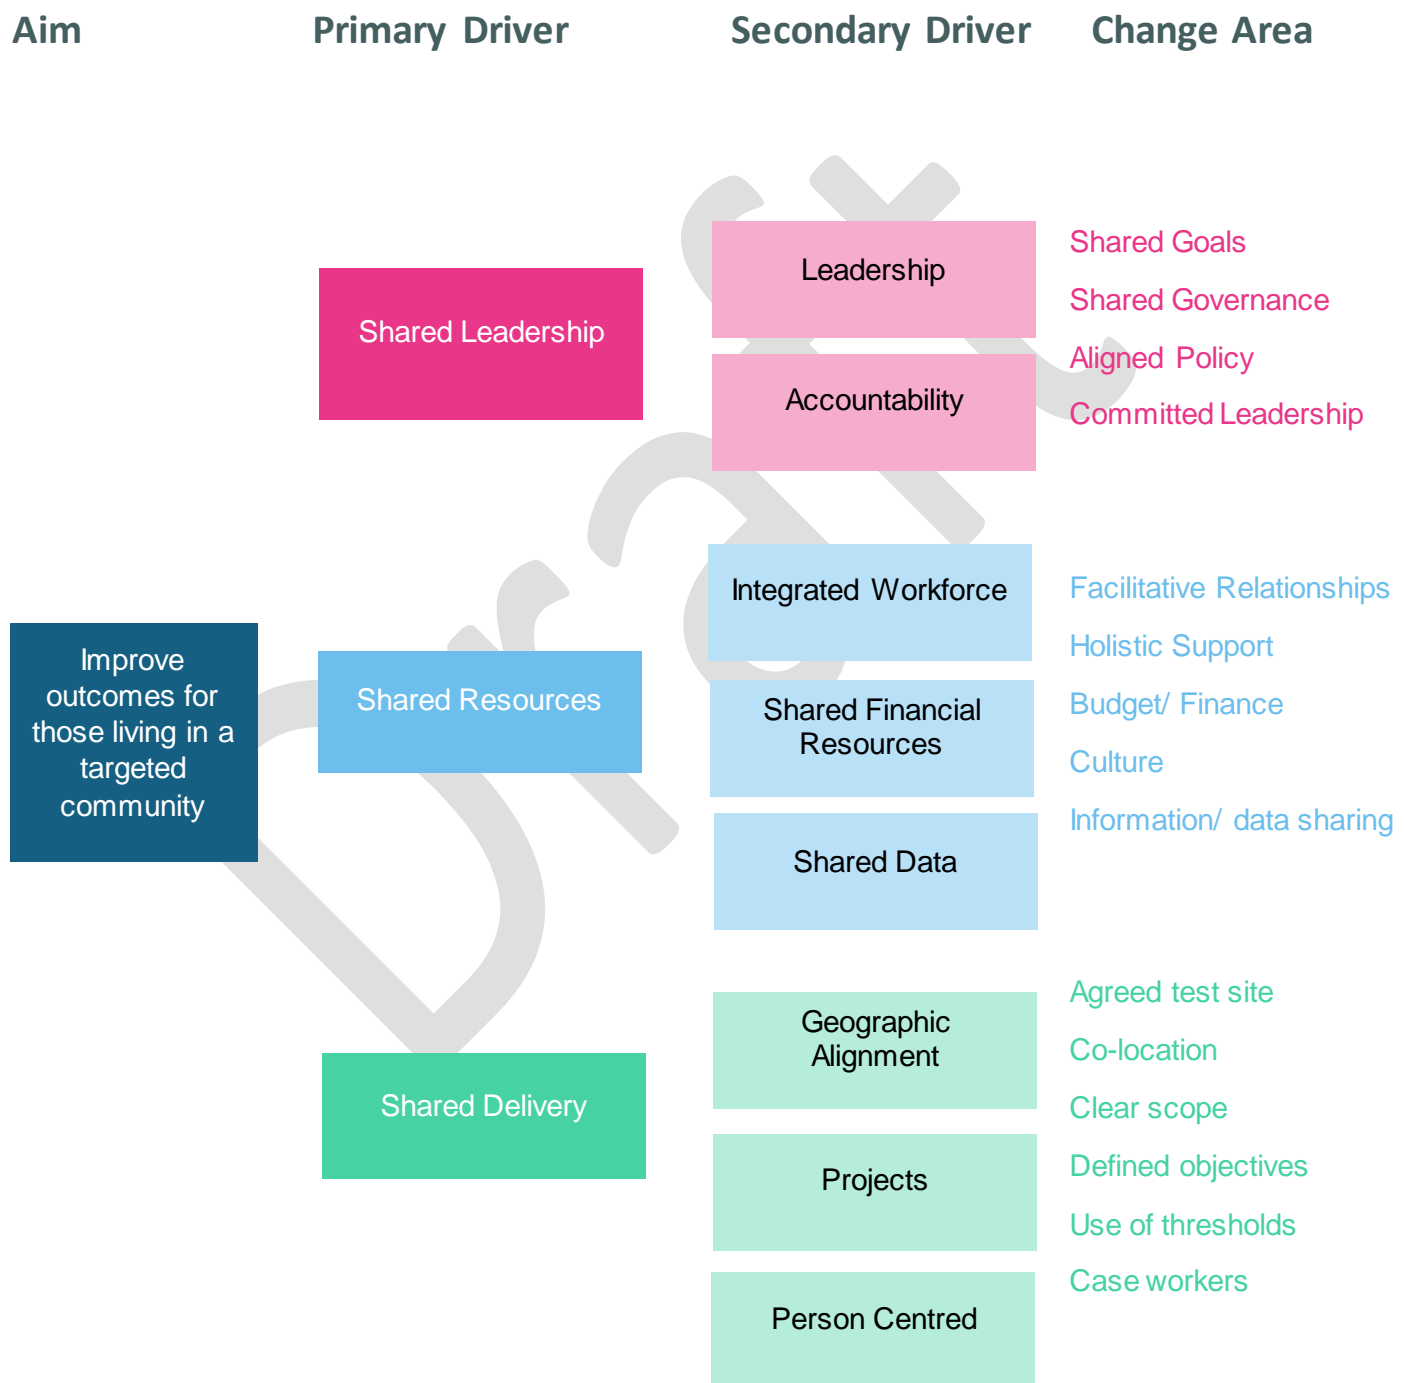 Aim Primary Driver Secondary Driver Change Area
Draft
Improve
outcomes for
those living in a
targeted
community
Shared Leadership
Leadership
Accountability
Shared Goals
Shared Governance
Aligned Policy
Committed Leadership
Shared Resources
Integrated Workforce
Shared Financial
Resources
Shared Data
Facilitative Relationships
Holistic Support
Budget/ Finance
Culture
Information/ data sharing
Shared Delivery
Geographic
Alignment
Projects
Person Centred
Agreed test site
Co-location
Clear scope
Defined objectives
Use of thresholds
Case workers